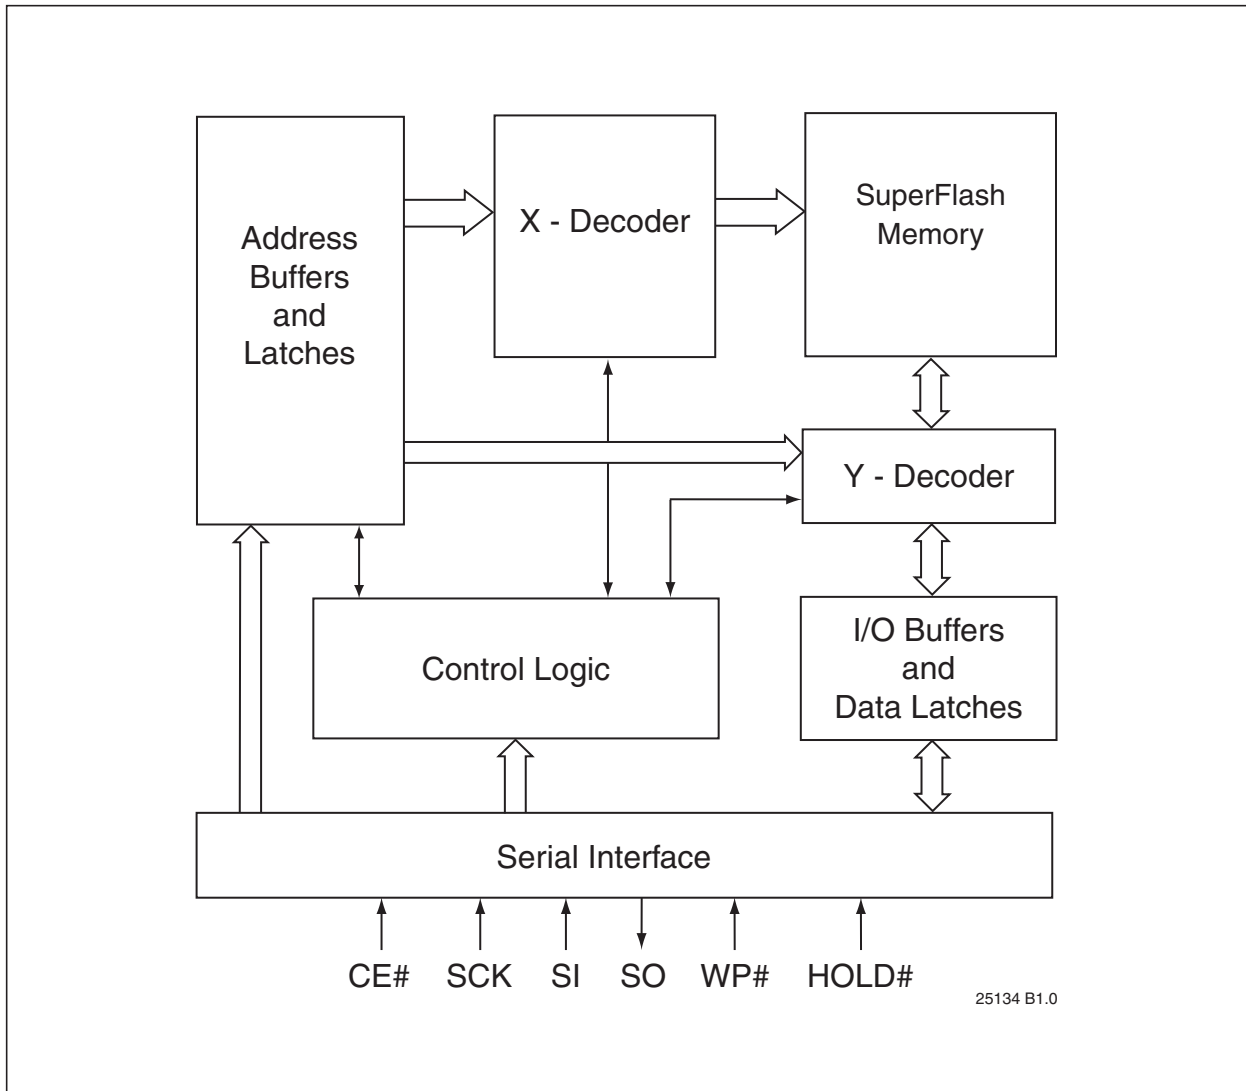 Address
Buffers
and
Latches
X - Decoder
SuperFlash
Memory
Y - Decoder
Control Logic
I/O Buffers
and
Data Latches
Serial Interface
CE# SCK SI SO WP# HOLD#
25134 B1.0